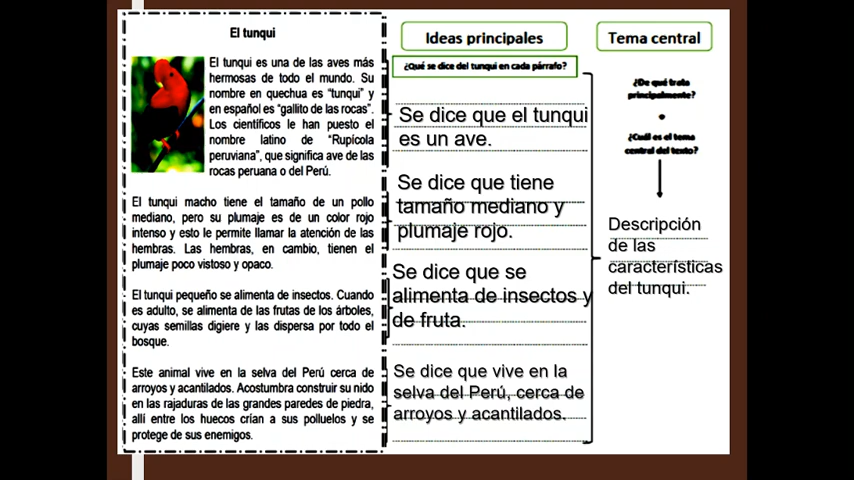 El tunqui
El tunqui es una de las aves más
hermosas de todo el mundo. Su
nombre en quechua es “tunqui” y
en español es “gallito de las rocas”.
Los científicos le han puesto el
nombre latino de “Rupícola
peruviana”, que significa ave de las
rocas peruana o del Perú.
El tunqui macho tiene el tamaño de un pollo
mediano, pero su plumaje es de un color rojo
intenso y esto le permite llamar la atención de las
hembras. Las hembras, en cambio, tienen el
plumaje poco vistoso y opaco.
El tunqui pequeño se alimenta de insectos. Cuando
es adulto, se alimenta de las frutas de los árboles,
cuyas semillas digiere y las dispersa por todo el
bosque.
Este animal vive en la selva del Perú cerca de
arroyos y acantilados. Acostumbra construir su nido
en las rajaduras de las grandes paredes de piedra,
allí entre los huecos crían a sus polluelos y se
protege de sus enemigos.
Ideas principales
¿Qué se dice del tunqui en cada párrafo?
Se dice que el tunqui
es un ave.
Se dice que tiene
tamaño mediano y
plumaje rojo.
Se dice que se
alimenta de insectos y
de fruta.
Se dice que vive en la
selva del Perú, cerca de
arroyos y acantilados.
Tema central
¿De qué trata
principalmente?
¿Cuál es el tema
central del texto?
Descripción
de las
características
del tunqui.